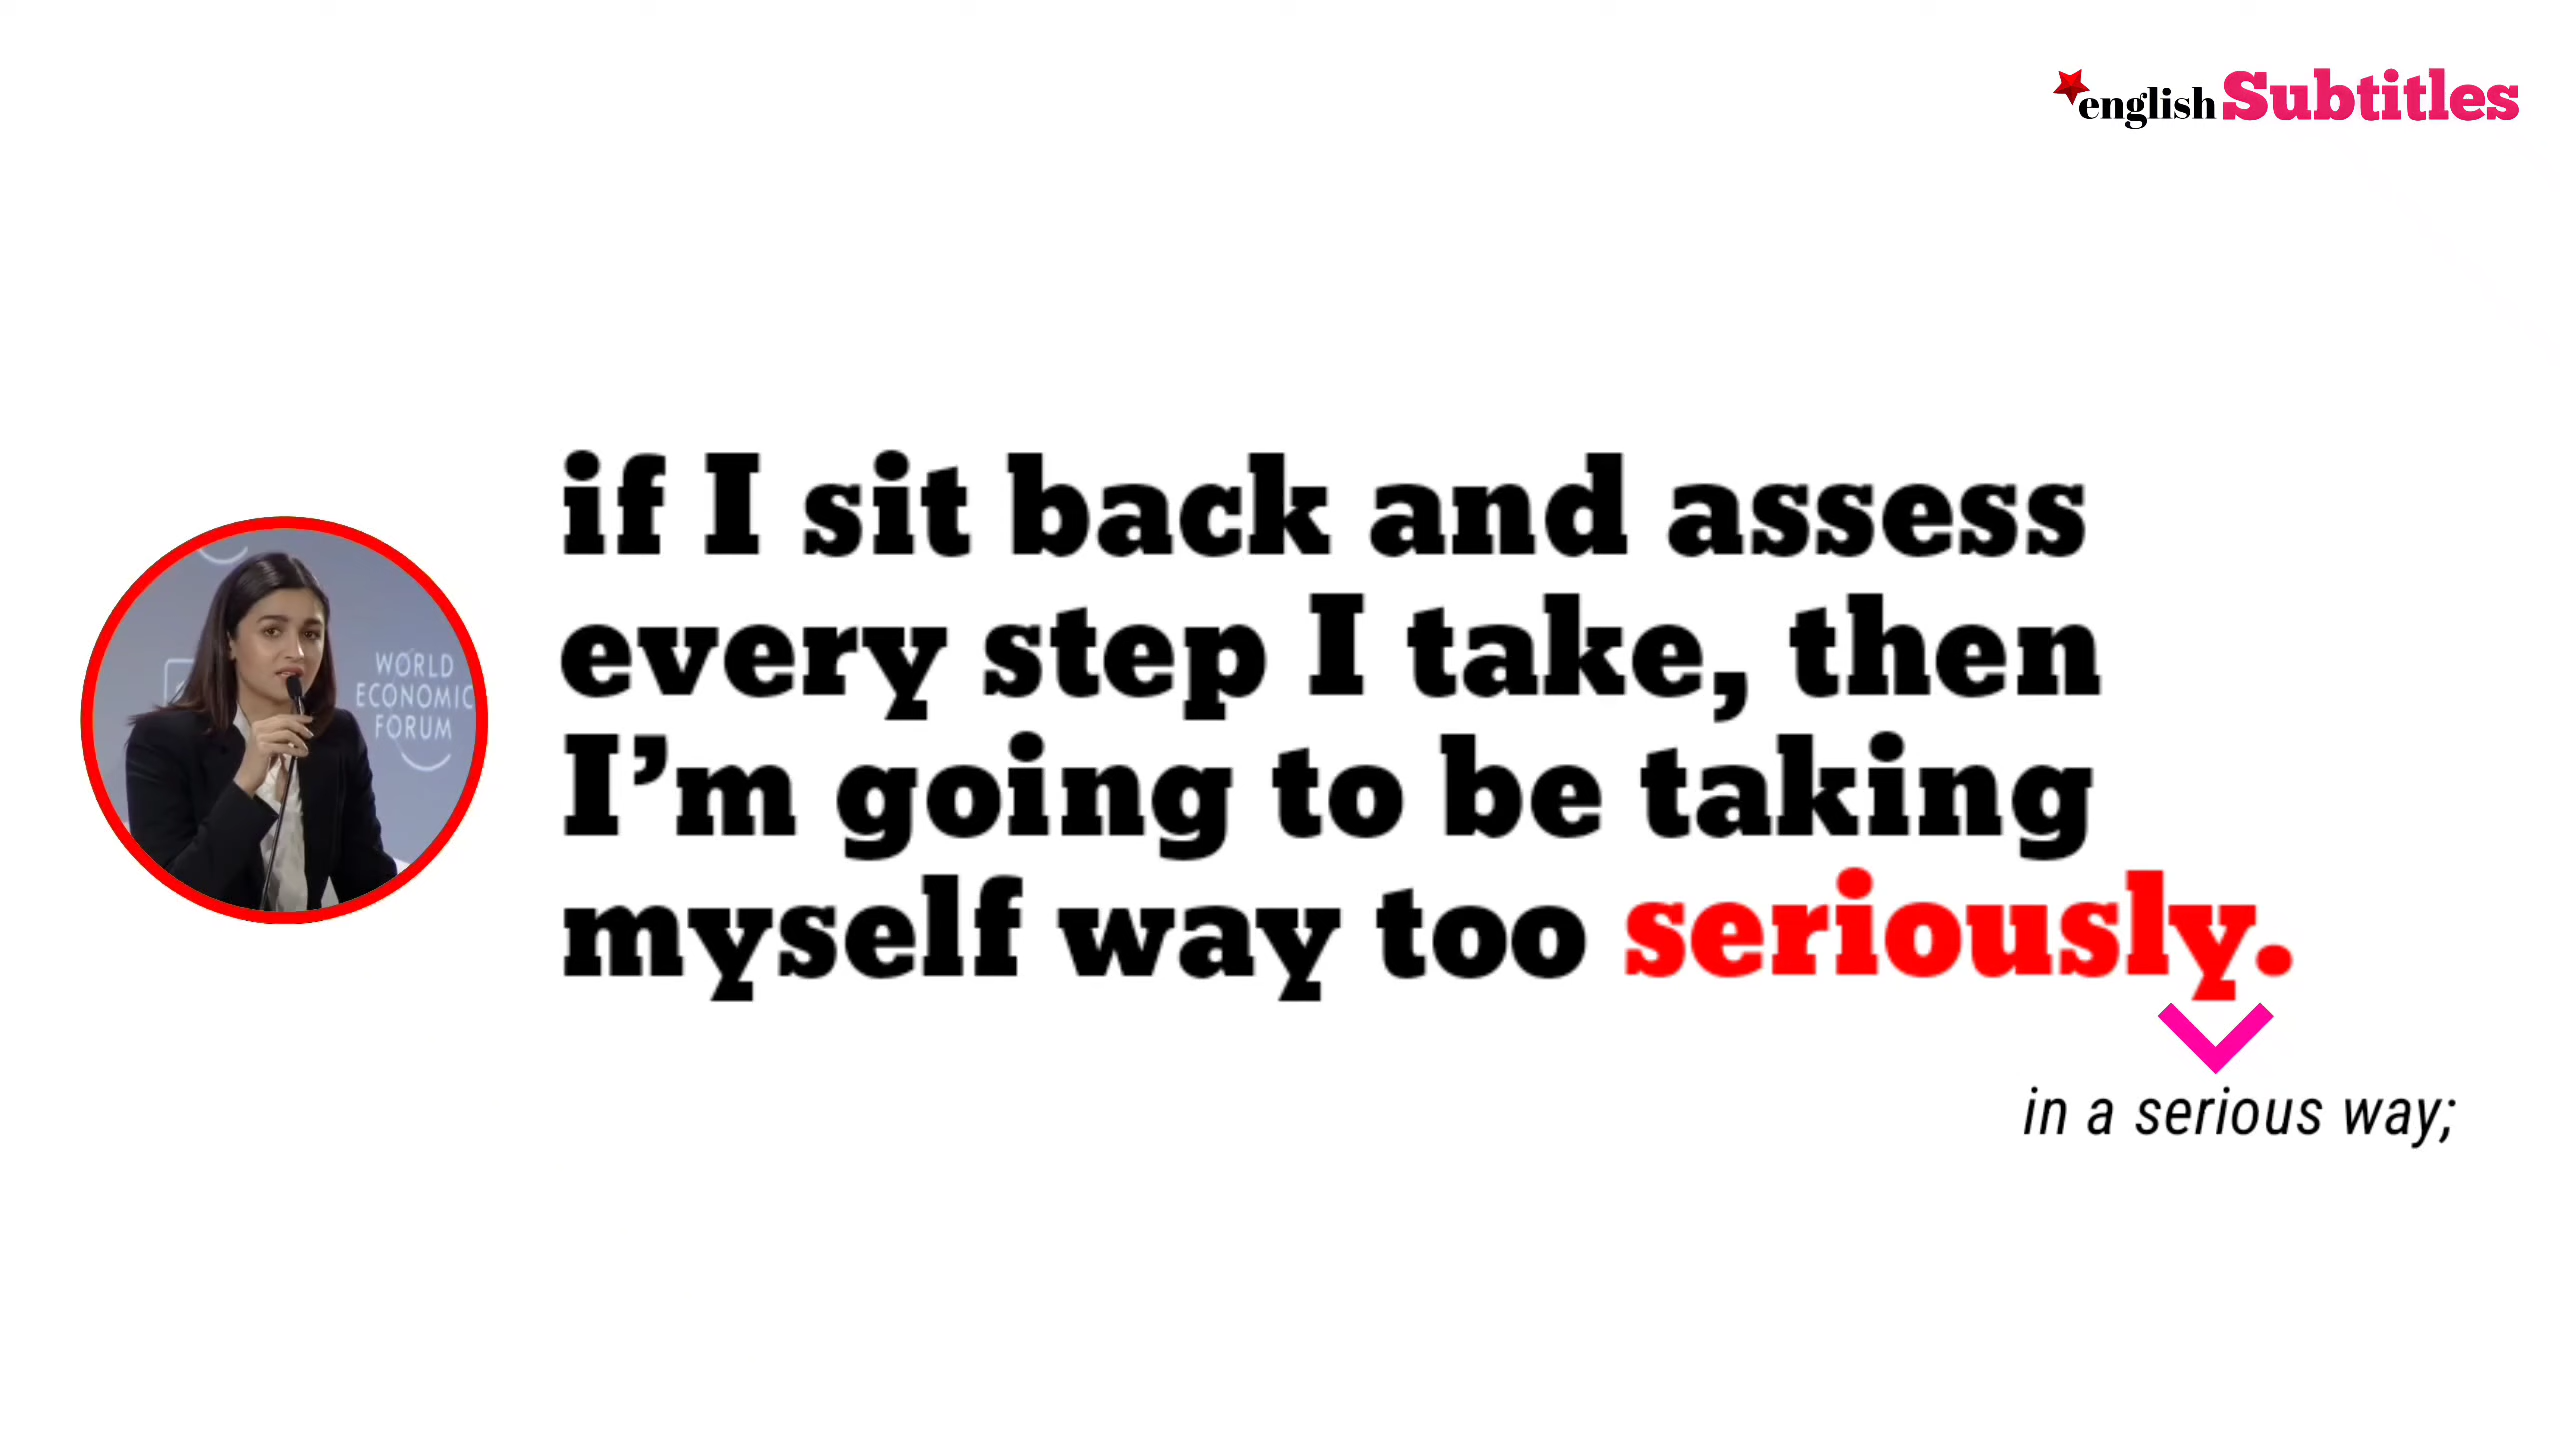 english Subtitles
if I sit back and assess
every step I take, then
I’m going to be taking
myself way too seriously.
in a serious way;
WORLD
ECONOMIC
FORUM